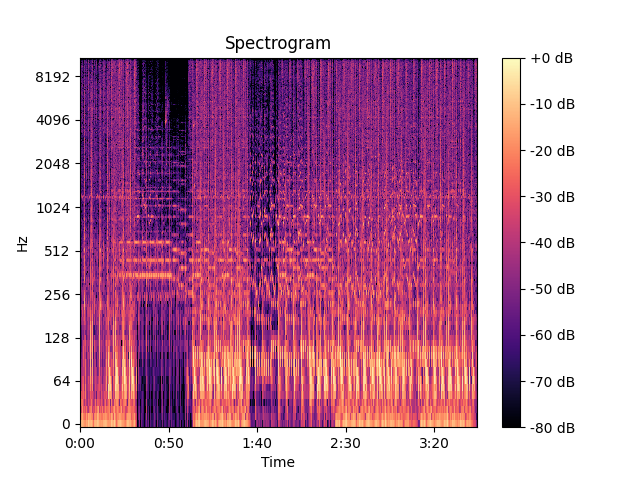 Spectrogram
8192
4096
2048
1024
512
256
128
64
0
Hz
0:00 0:50 1:40 2:30 3:20
Time
+0 dB
-10 dB
-20 dB
-30 dB
-40 dB
-50 dB
-60 dB
-70 dB
-80 dB